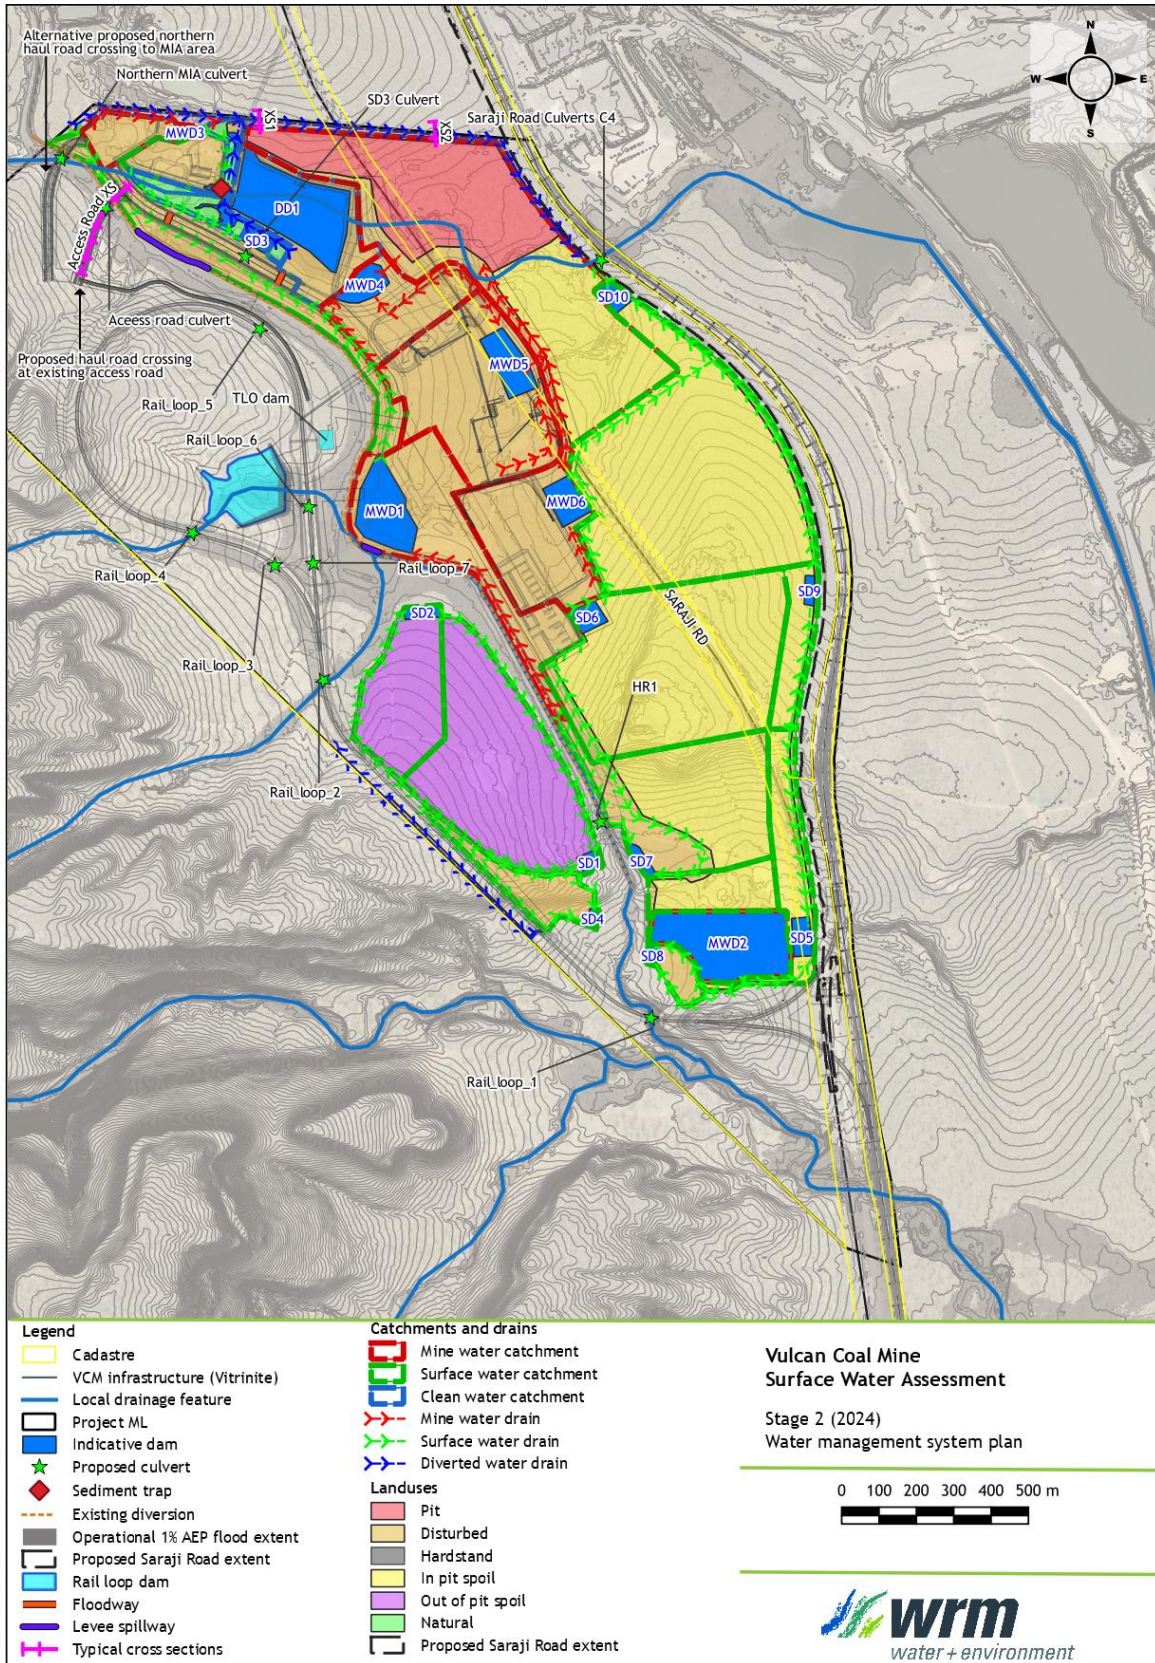 Alternative proposed northern
haul road crossing to MIA area
Northern MIA culvert
SD3 Culvert
Saraji Road Culverts C4
N
W
E
S
XS1
XS2
MWD3
DD1
SD3
Access Road XS
MWD4
SD10
MWD5
Aceess road culvert
Proposed haul road crossing
at existing access road
Rail_loop_5
TLO dam
Rail_loop_6
MWD1
MWD6
Rail_loop_4
Rail_loop_7
SD9
SARAJI RD
SD2
SD6
Rail_loop_3
HR1
Rail_loop_2
SD1
SD7
SD4
MWD2
SD5
SD8
Rail_loop_1
Legend
Cadastre
VCM infrastructure (Vitrinite)
Local drainage feature
Project ML
Indicative dam
Proposed culvert
Sediment trap
Existing diversion
Operational 1% AEP flood extent
Proposed Saraji Road extent
Rail loop dam
Floodway
Levee spillway
Typical cross sections
Catchments and drains
Mine water catchment
Surface water catchment
Clean water catchment
Mine water drain
Surface water drain
Diverted water drain
Landuses
Pit
Disturbed
Hardstand
In pit spoil
Out of pit spoil
Natural
Proposed Saraji Road extent
Vulcan Coal Mine
Surface Water Assessment
Stage 2 (2024)
Water management system plan
0 100 200 300 400 500 m
wrm
water + environment